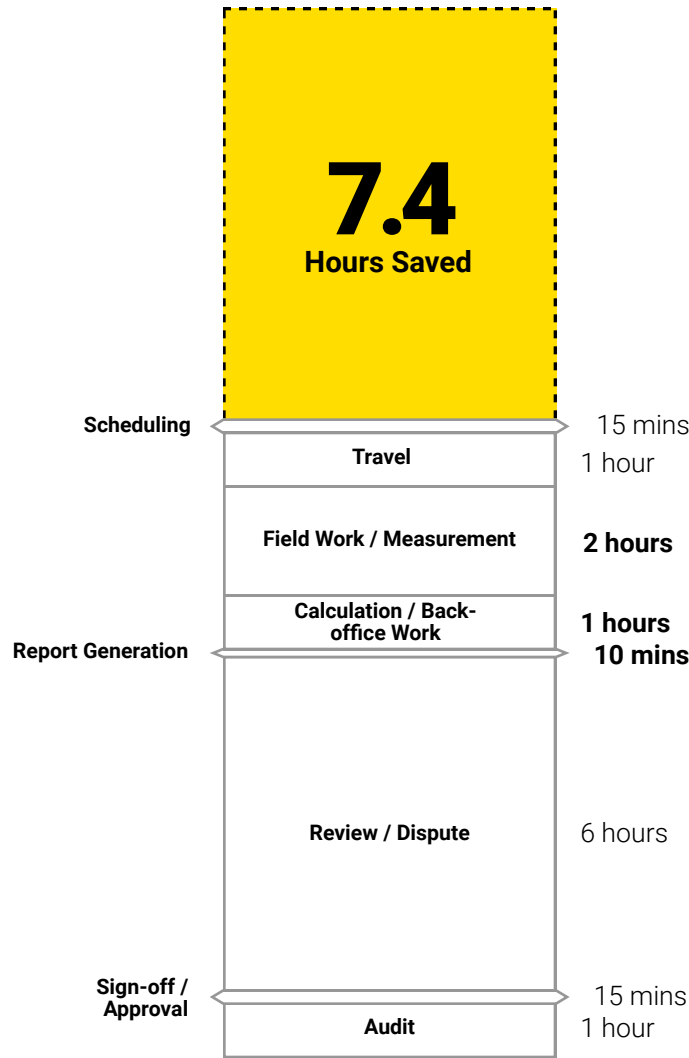 7.4
Hours Saved
Scheduling
15 mins
Travel
1 hour
Field Work / Measurement
2 hours
Calculation / Back-
office Work
1 hours
Report Generation
10 mins
Review / Dispute
6 hours
Sign-off /
Approval
15 mins
Audit
1 hour